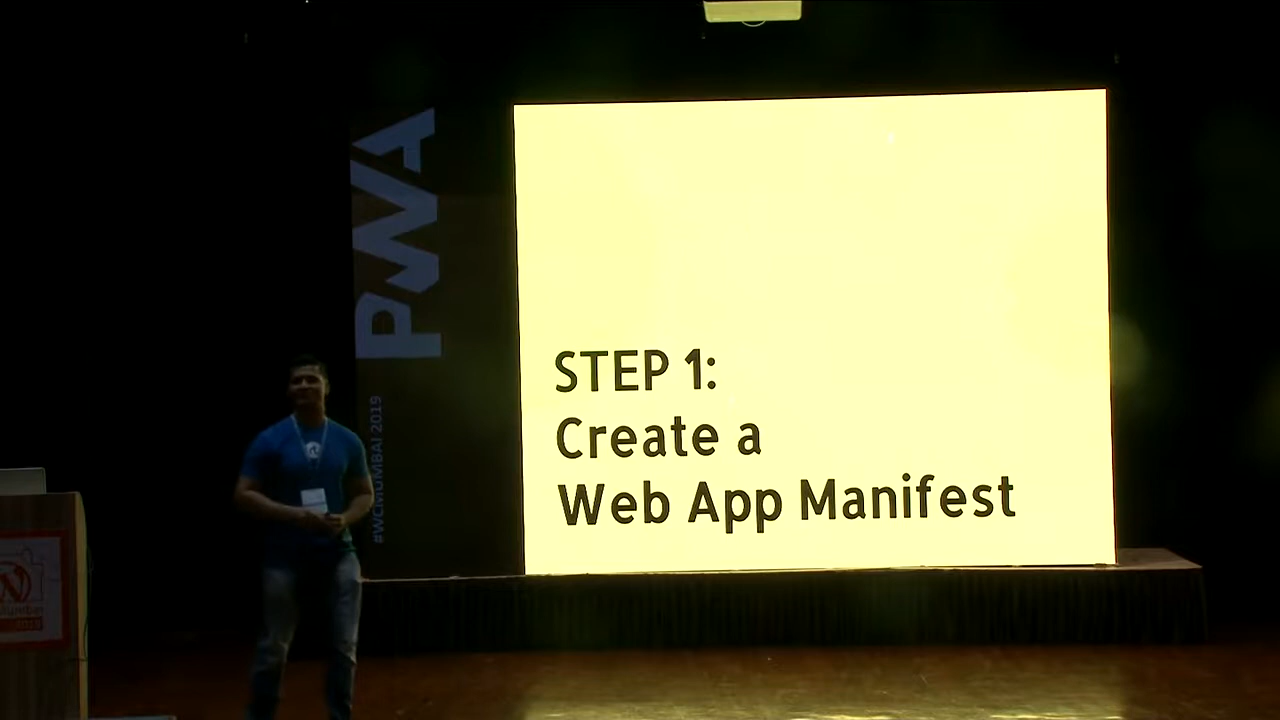 PWA
#WCMUMBAI 2019
STEP 1:
Create a
Web App Manifest